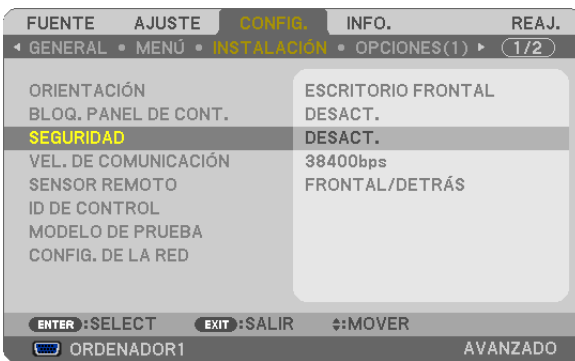 FUENTE AJUSTE CONFIG. INFO. REAJ.
GENERAL • MENÚ • INSTALACIÓN • OPCIONES(1) 1/2
ORIENTACIÓN ESCRITORIO FRONTAL
BLOQ. PANEL DE CONT. DESACT.
SEGURIDAD DESACT.
VEL. DE COMUNICACIÓN 38400bps
SENSOR REMOTO FRONTAL/DETRÁS
ID DE CONTROL
MODELO DE PRUEBA
CONFIG. DE LA RED
ENTER :SELECT EXIT :SALIR :MOVER
ORDENADOR1 AVANZADO